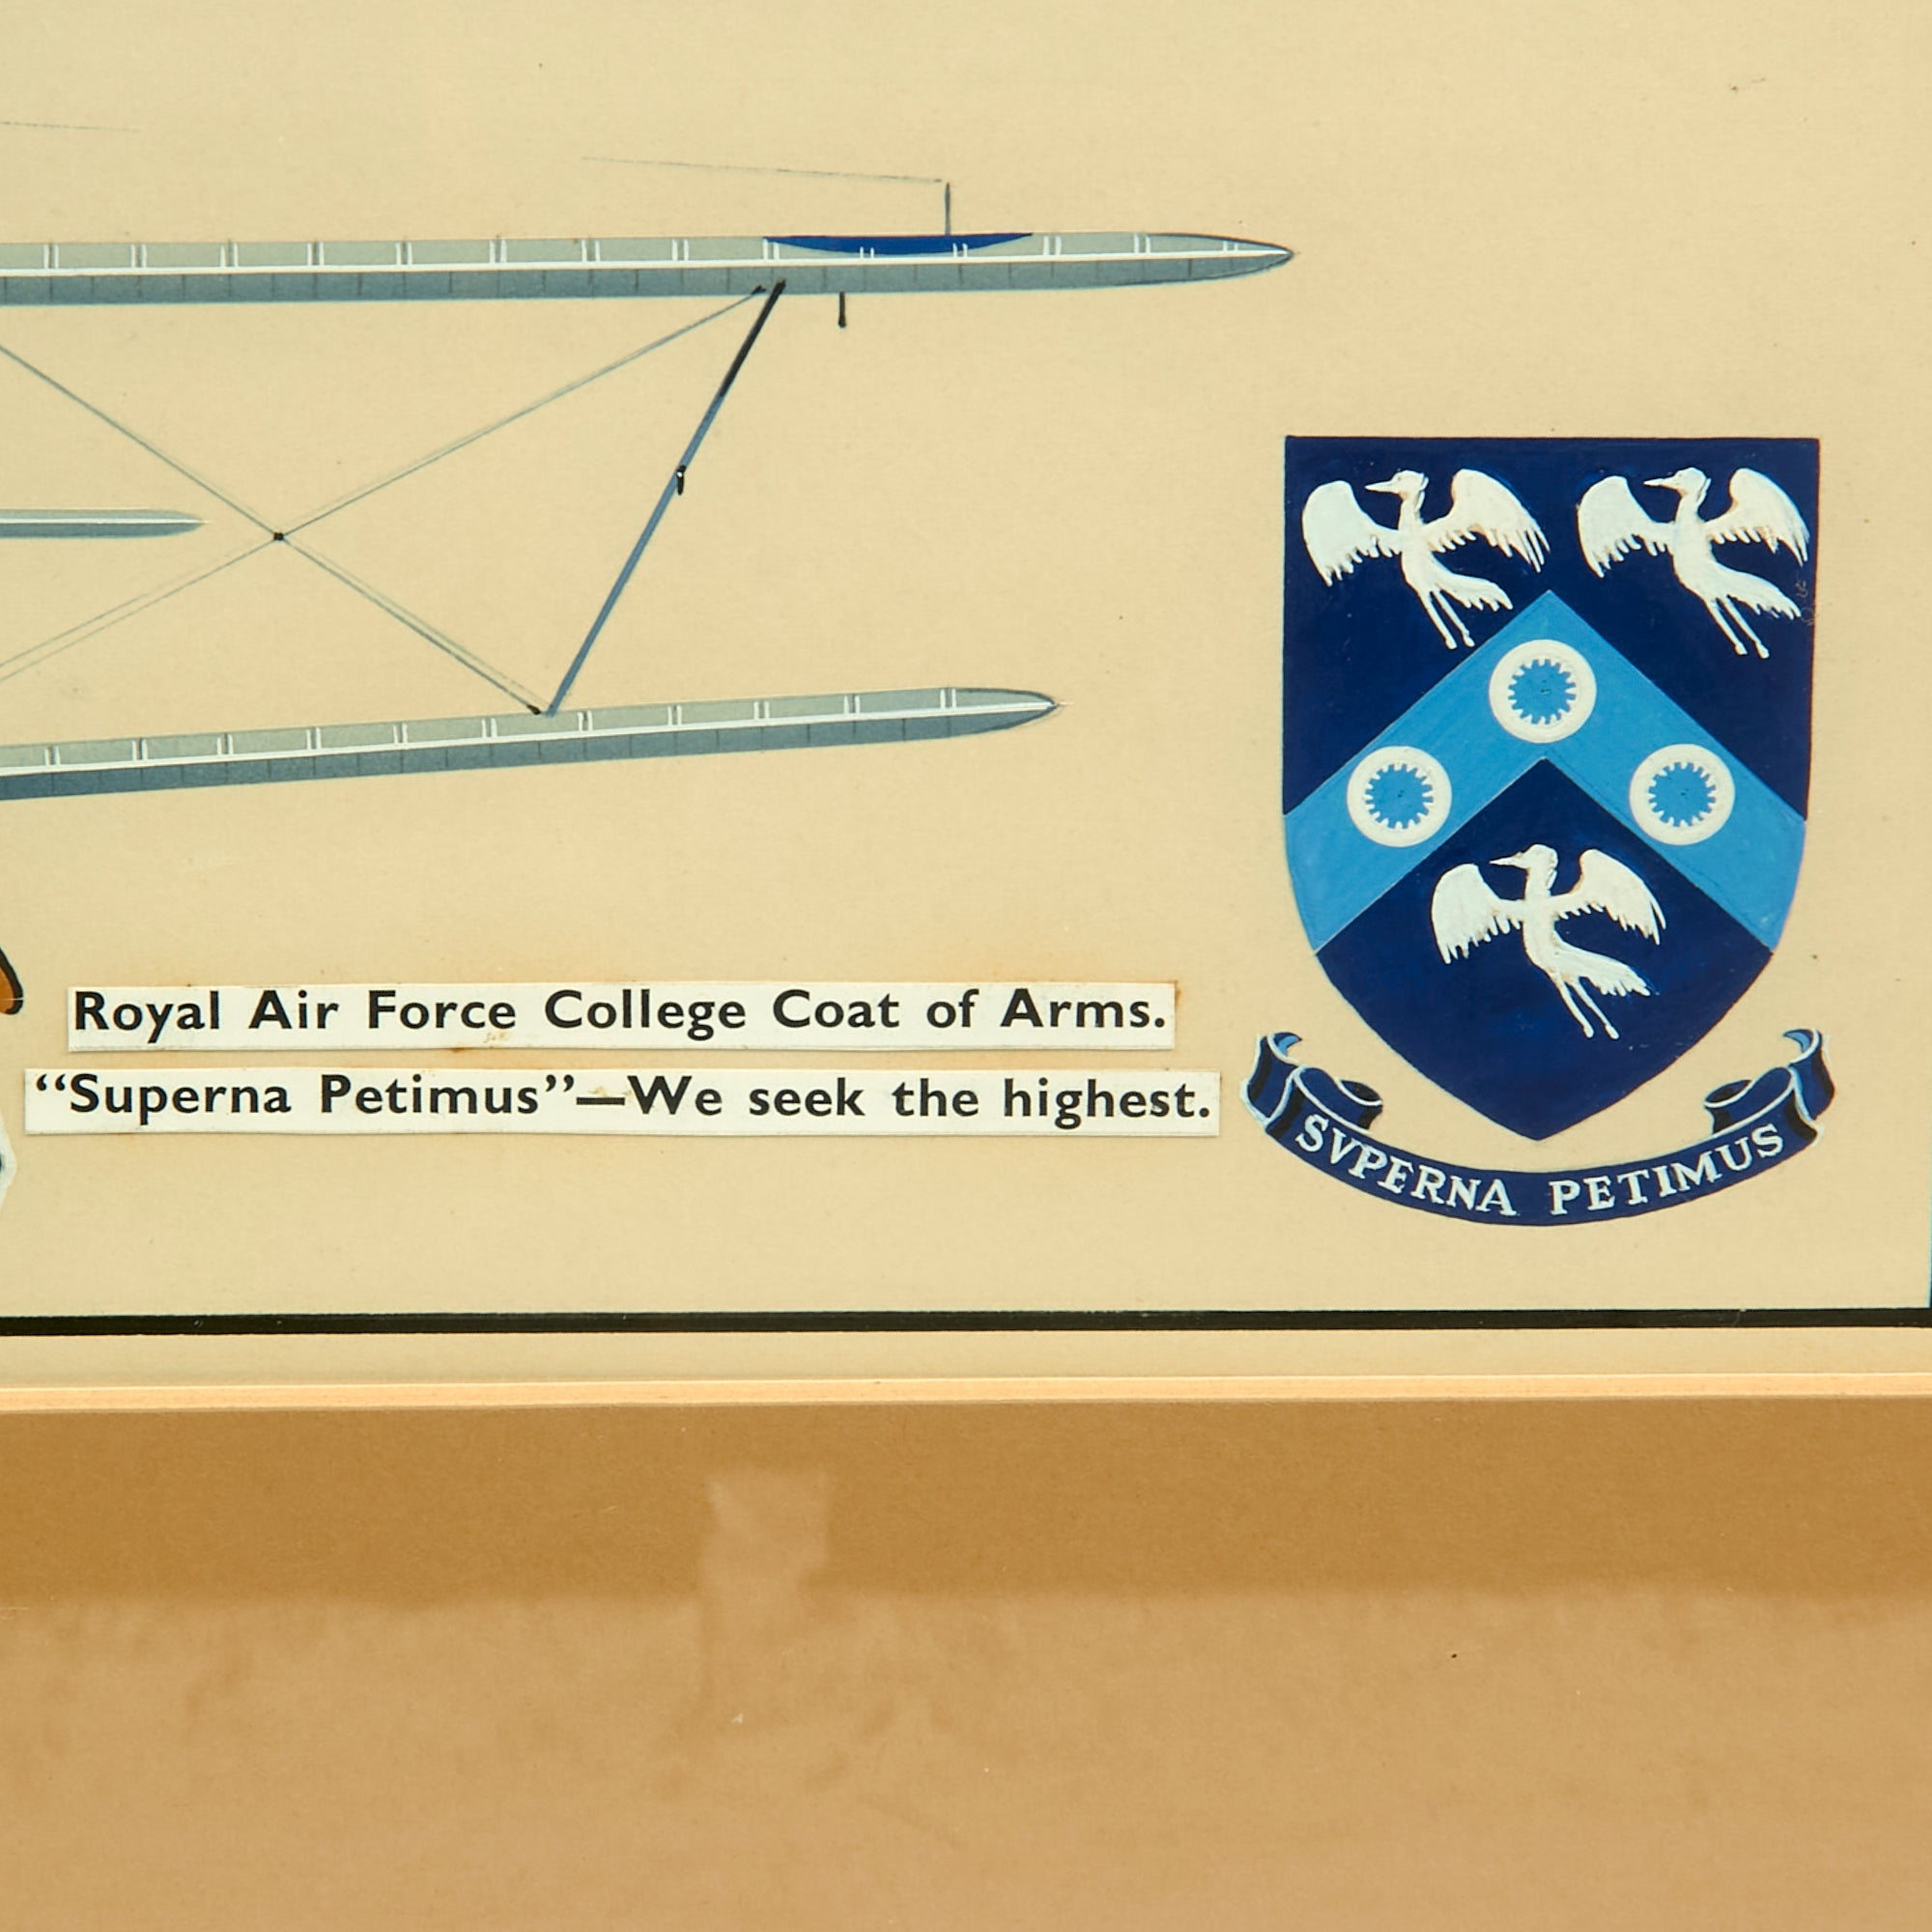 Royal Air Force College Coat of Arms.
“Superna Petimus”—We seek the highest.
SVPERNA PETIMUS